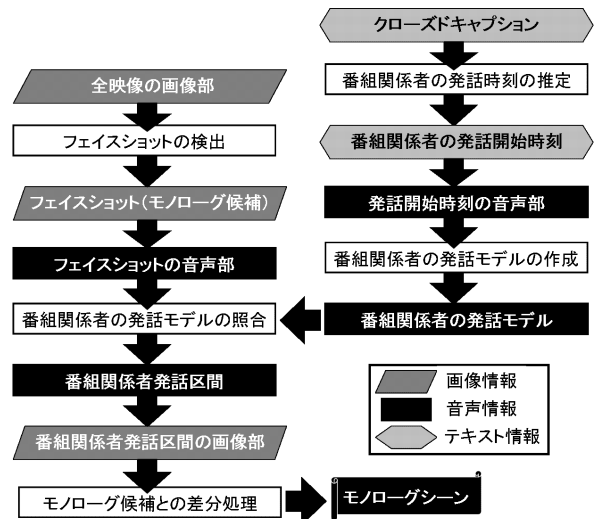 全映像の画像部
フェイスショットの検出
フェイスショット(モノローグ候補)
フェイスショットの音声部
番組関係者の発話モデルの照合
番組関係者発話区間
番組関係者発話区間の画像部
モノローグ候補との差分処理
クローズドキャプション
番組関係者の発話時刻の推定
番組関係者の発話開始時刻
発話開始時刻の音声部
番組関係者の発話モデルの作成
番組関係者の発話モデル
画像情報
音声情報
テキスト情報
モノローグシーン